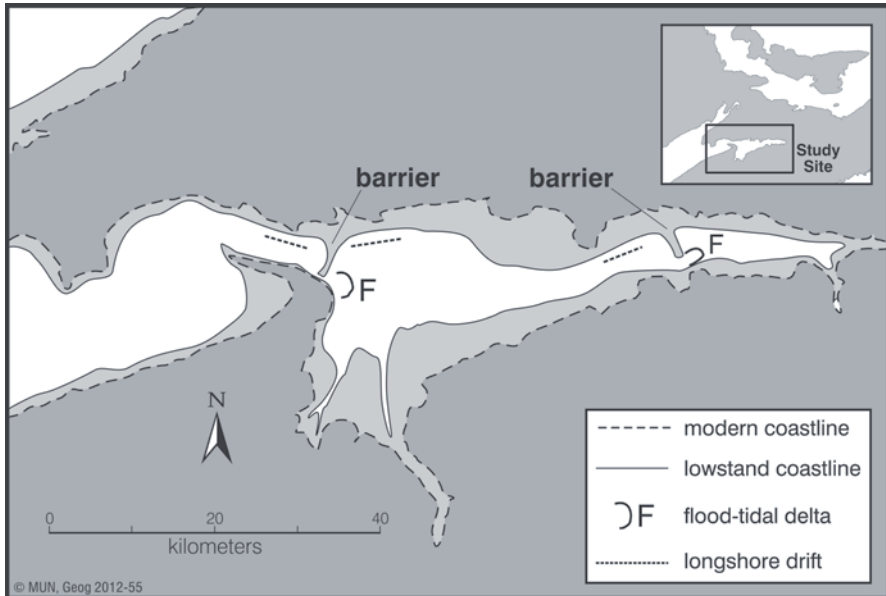 Study
Site
barrier
barrier
F
F
N
0
20
40
kilometers
modern coastline
lowstand coastline
F
flood-tidal delta
longshore drift
© MUN, Geog 2012-55